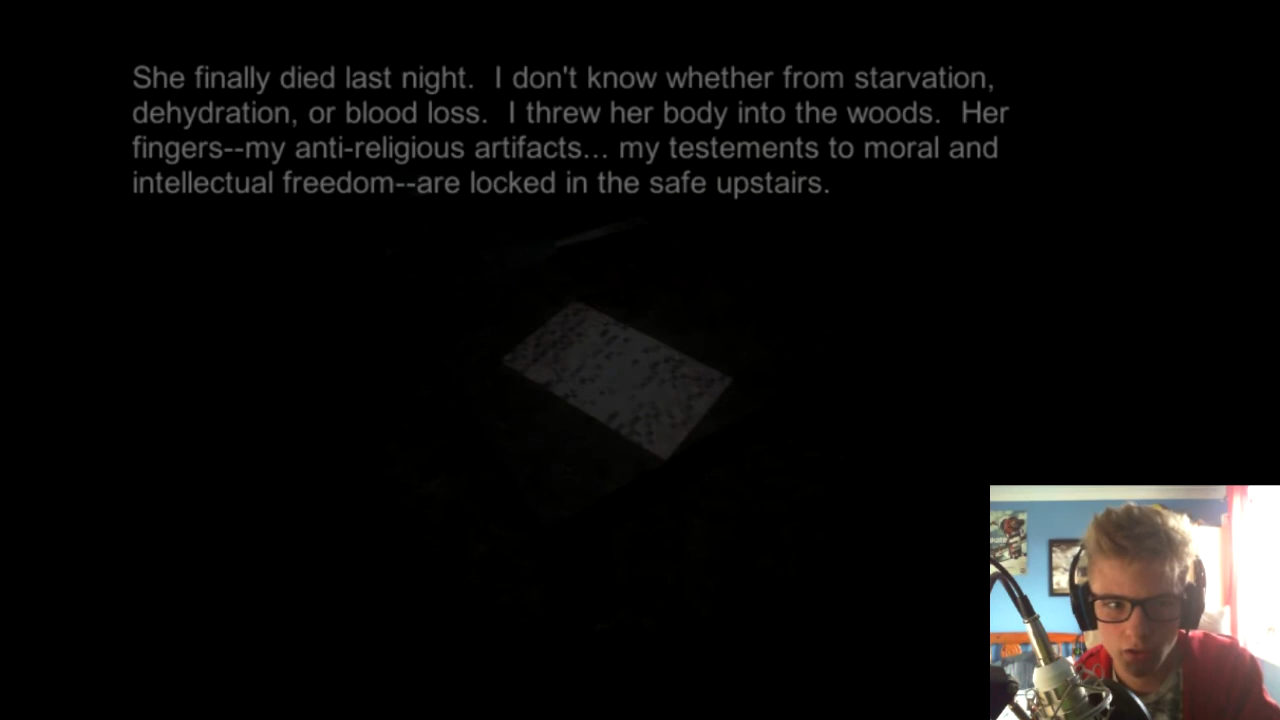 She finally died last night.  I don't know whether from starvation,
dehydration, or blood loss.  I threw her body into the woods.  Her
fingers--my anti-religious artifacts... my testements to moral and
intellectual freedom--are locked in the safe upstairs.